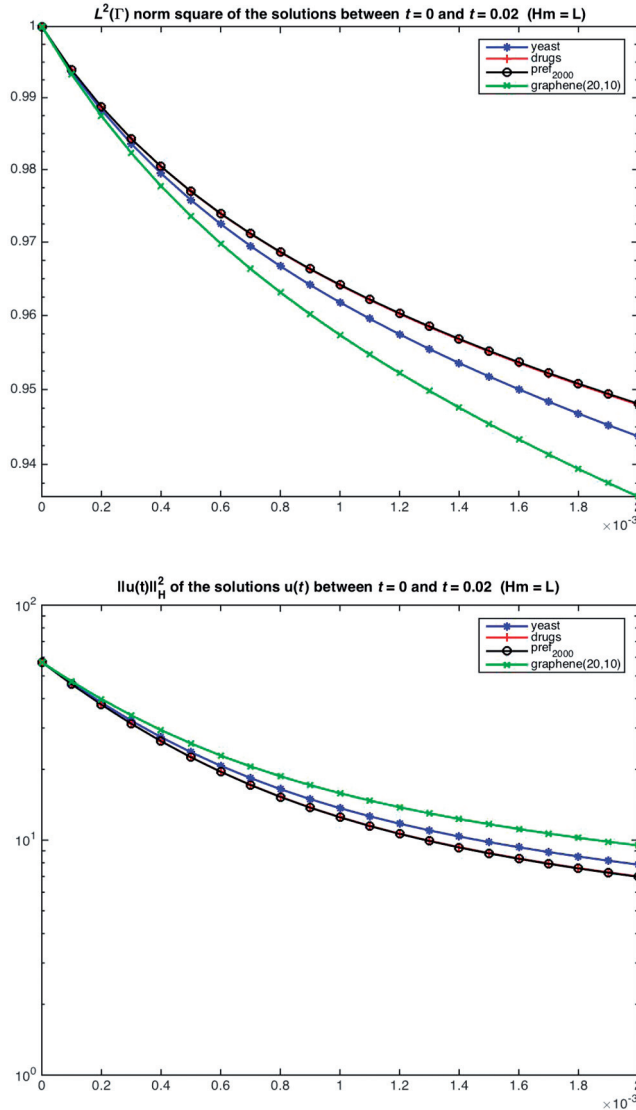 L²(Γ) norm square of the solutions between t = 0 and t = 0.02 (Hm = L)
1
0.99
0.98
0.97
0.96
0.95
0.94
yeast
drugs
pref₂₀₀₀
graphene(20,10)
0 0.2 0.4 0.6 0.8 1 1.2 1.4 1.6 1.8 2
×10⁻³
||u(t)||²_H of the solutions u(t) between t = 0 and t = 0.02 (Hm = L)
10²
10¹
10⁰
yeast
drugs
pref₂₀₀₀
graphene(20,10)
0 0.2 0.4 0.6 0.8 1 1.2 1.4 1.6 1.8 2
×10⁻³